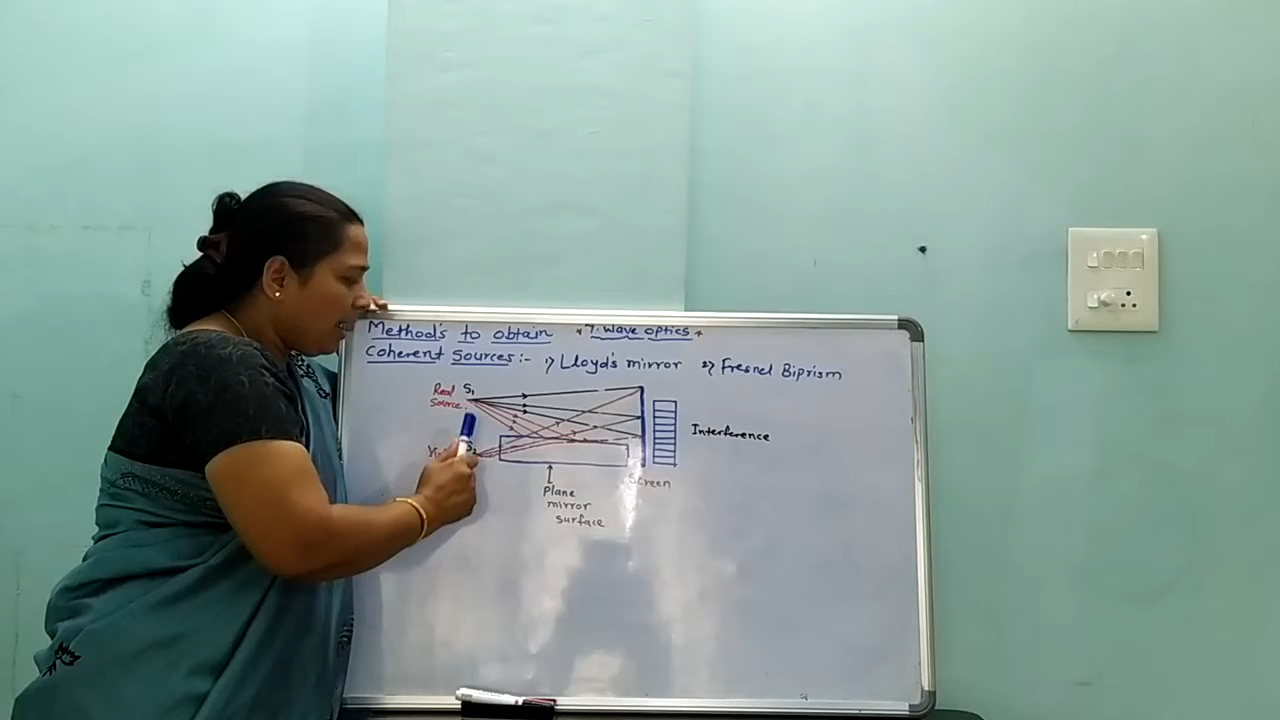 Method's to obtain * 7. Wave optics *
Coherent Sources :- 1) Lloyd's mirror 2) Fresnel Biprism
Real S₁
Source
S₂
Interference
Screen
Plane
mirror
surface